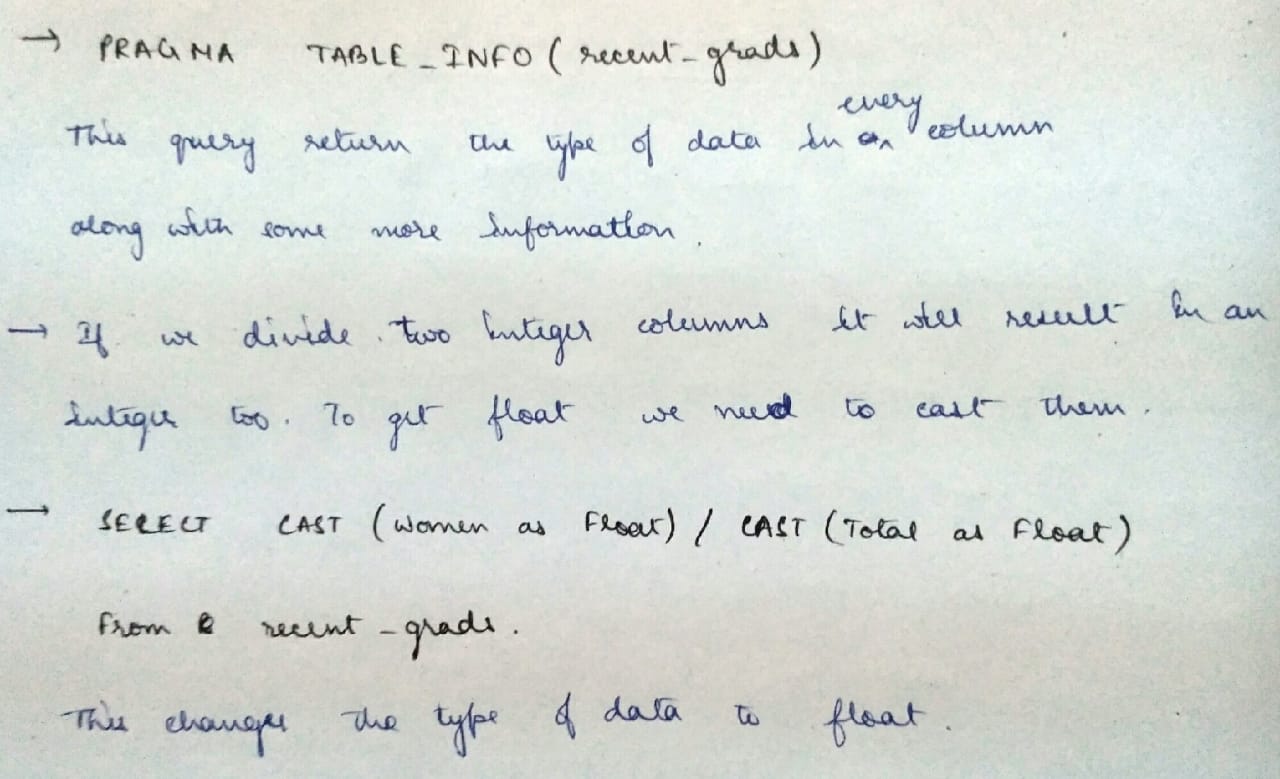 → PRAGMA TABLE_INFO ( recent_grads )
This query return the type of data in every column
along with some more information.
→ If we divide two integer columns it will result in an
integer too. To get float we need to cast them.
→ SELECT CAST (Women as Float) / CAST (Total as Float)
From recent_grads.
This changes the type of data to float.